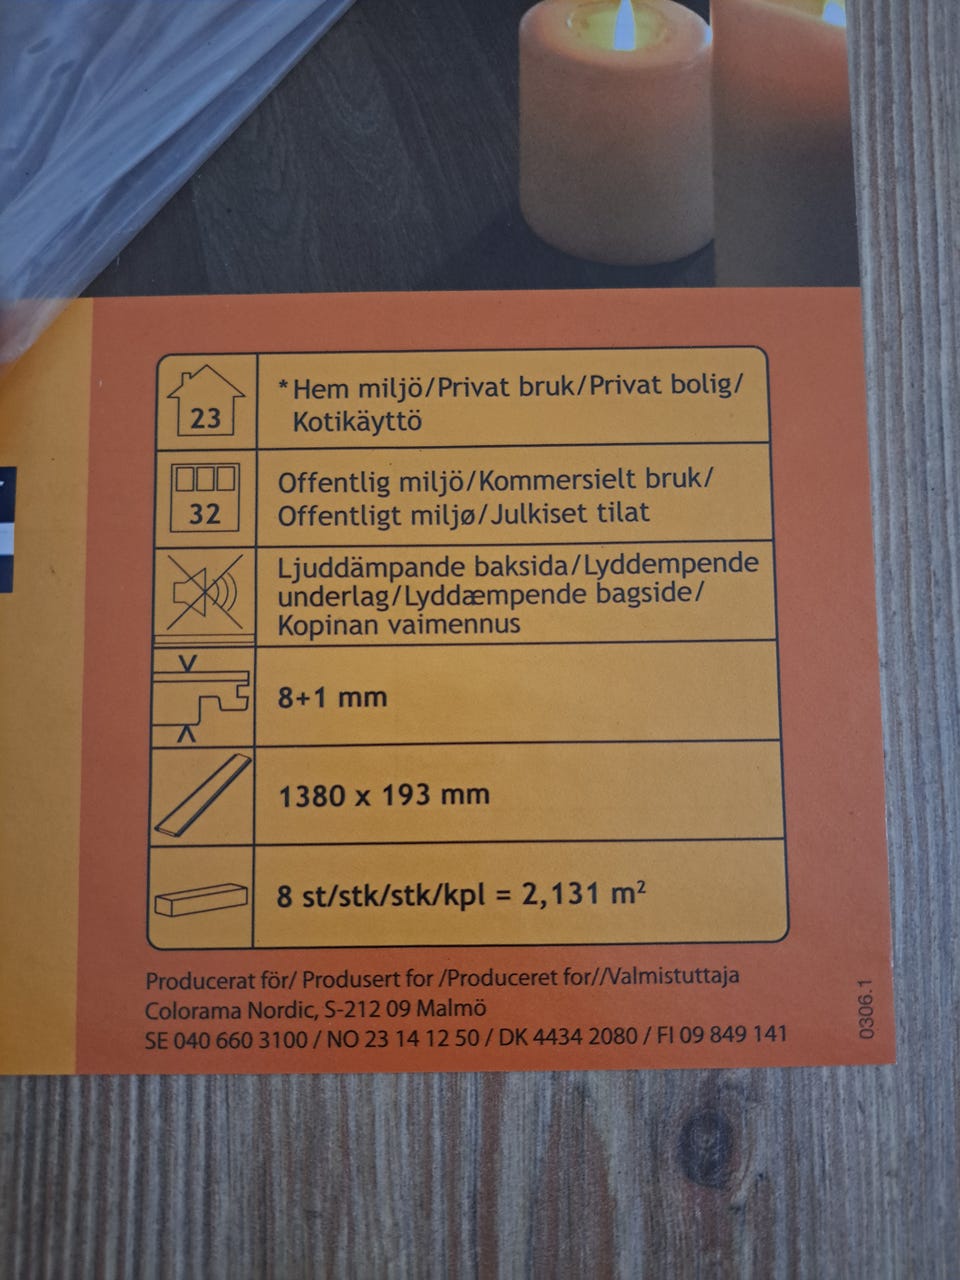 23
*Hem miljö/Privat bruk/Privat bolig/
Kotikäyttö
32
Offentlig miljö/Kommersielt bruk/
Offentligt miljø/Julkiset tilat
Ljuddämpande baksida/Lyddempende
underlag/Lyddæmpende bagside/
Kopinan vaimennus
8+1 mm
1380 x 193 mm
8 st/stk/stk/kpl = 2,131 m²
Producerat för/ Produsert for /Produceret for//Valmistuttaja
Colorama Nordic, S-212 09 Malmö
SE 040 660 3100 / NO 23 14 12 50 / DK 4434 2080 / FI 09 849 141
0306.1